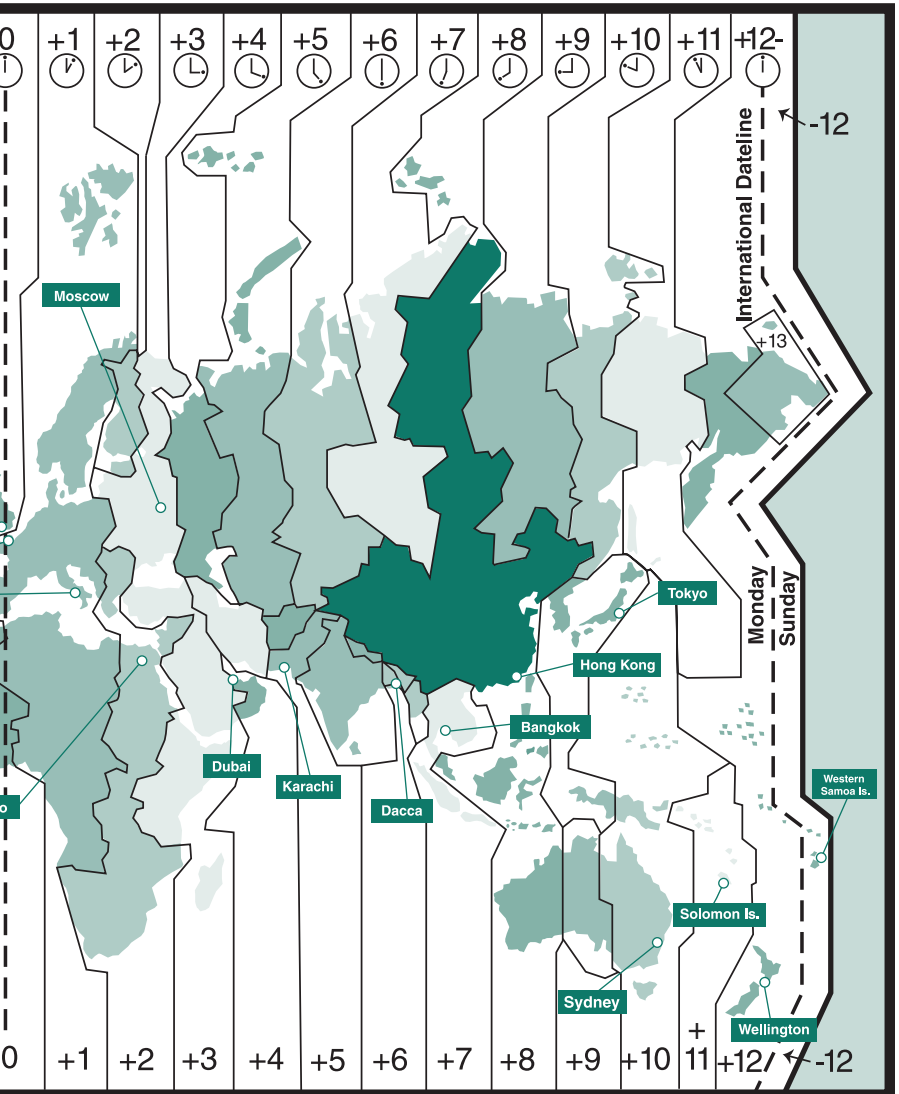 0 +1 +2 +3 +4 +5 +6 +7 +8 +9 +10 +11 +12-
-12
International Dateline
Moscow
+13
Monday
Sunday
Tokyo
Hong Kong
Bangkok
Dubai
Karachi
Dacca
o
Western
Samoa Is.
Solomon Is.
Sydney
Wellington
0 +1 +2 +3 +4 +5 +6 +7 +8 +9 +10 +
11 +12 -12